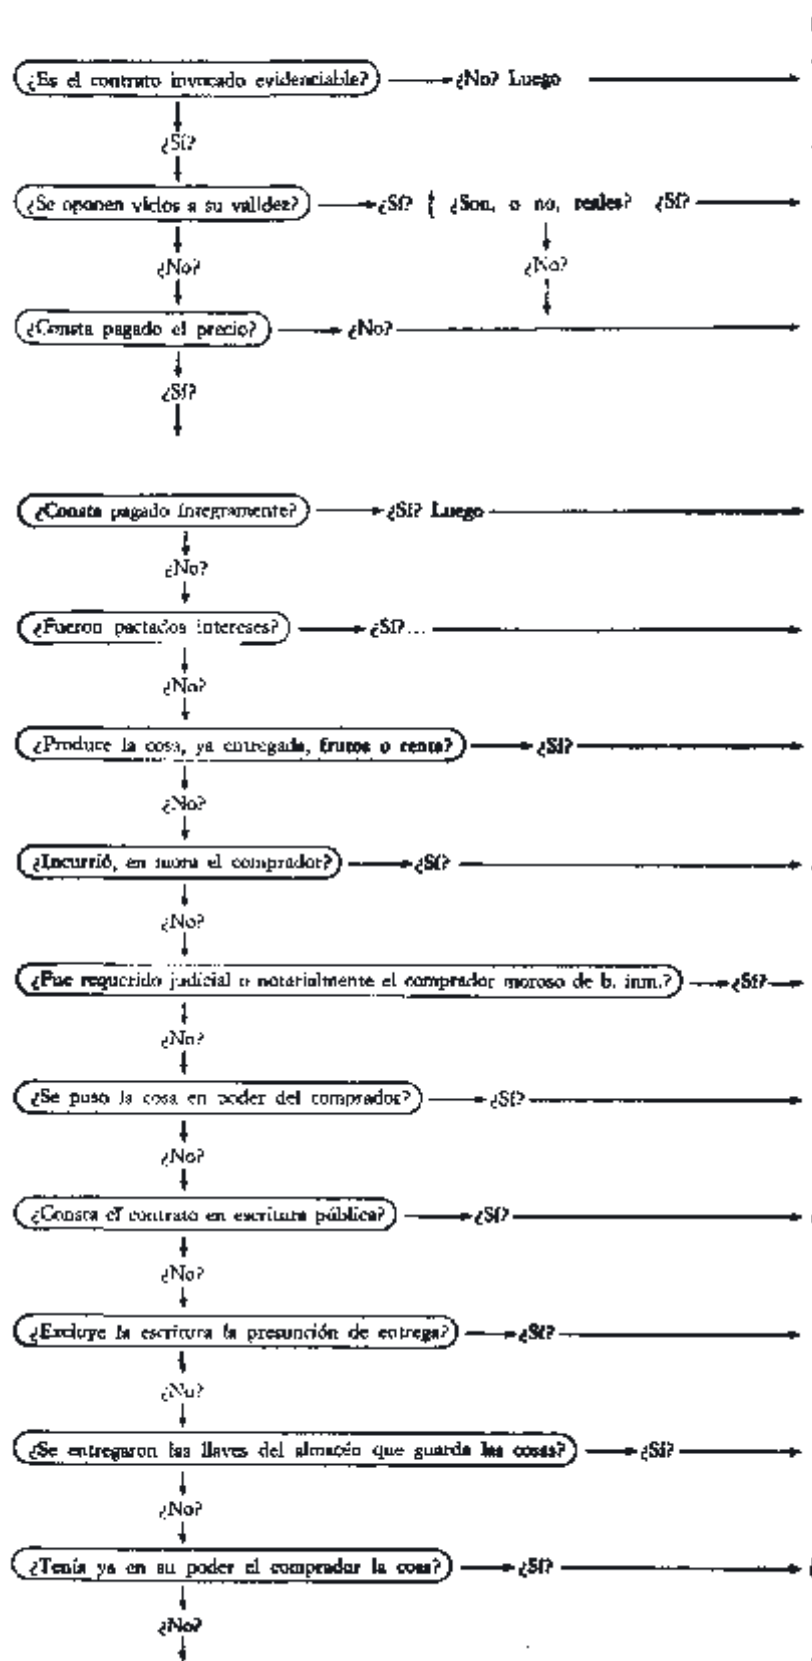 ¿Es el contrato invocado evidenciable? ¿No? Luego
¿Sí?
¿Se oponen vicios a su validez? ¿Sí? { ¿Son, o no, reales? ¿Sí?
¿No? ¿No?
¿Consta pagado el precio? ¿No?
¿Sí?
¿Consta pagado íntegramente? ¿Sí? Luego
¿No?
¿Fueron pactados intereses? ¿Sí?...
¿No?
¿Produce la cosa, ya entregada, frutos o renta? ¿Sí?
¿No?
¿Incurrió, en mora el comprador? ¿Sí?
¿No?
¿Fue requerido judicial o notarialmente el comprador moroso de b. inm.? ¿Sí?
¿No?
¿Se puso la cosa en poder del comprador? ¿Sí?
¿No?
¿Consta el contrato en escritura pública? ¿Sí?
¿No?
¿Excluye la escritura la presunción de entrega? ¿Sí?
¿No?
¿Se entregaron las llaves del almacén que guarda las cosas? ¿Sí?
¿No?
¿Tenía ya en su poder el comprador la cosa? ¿Sí?
¿No?